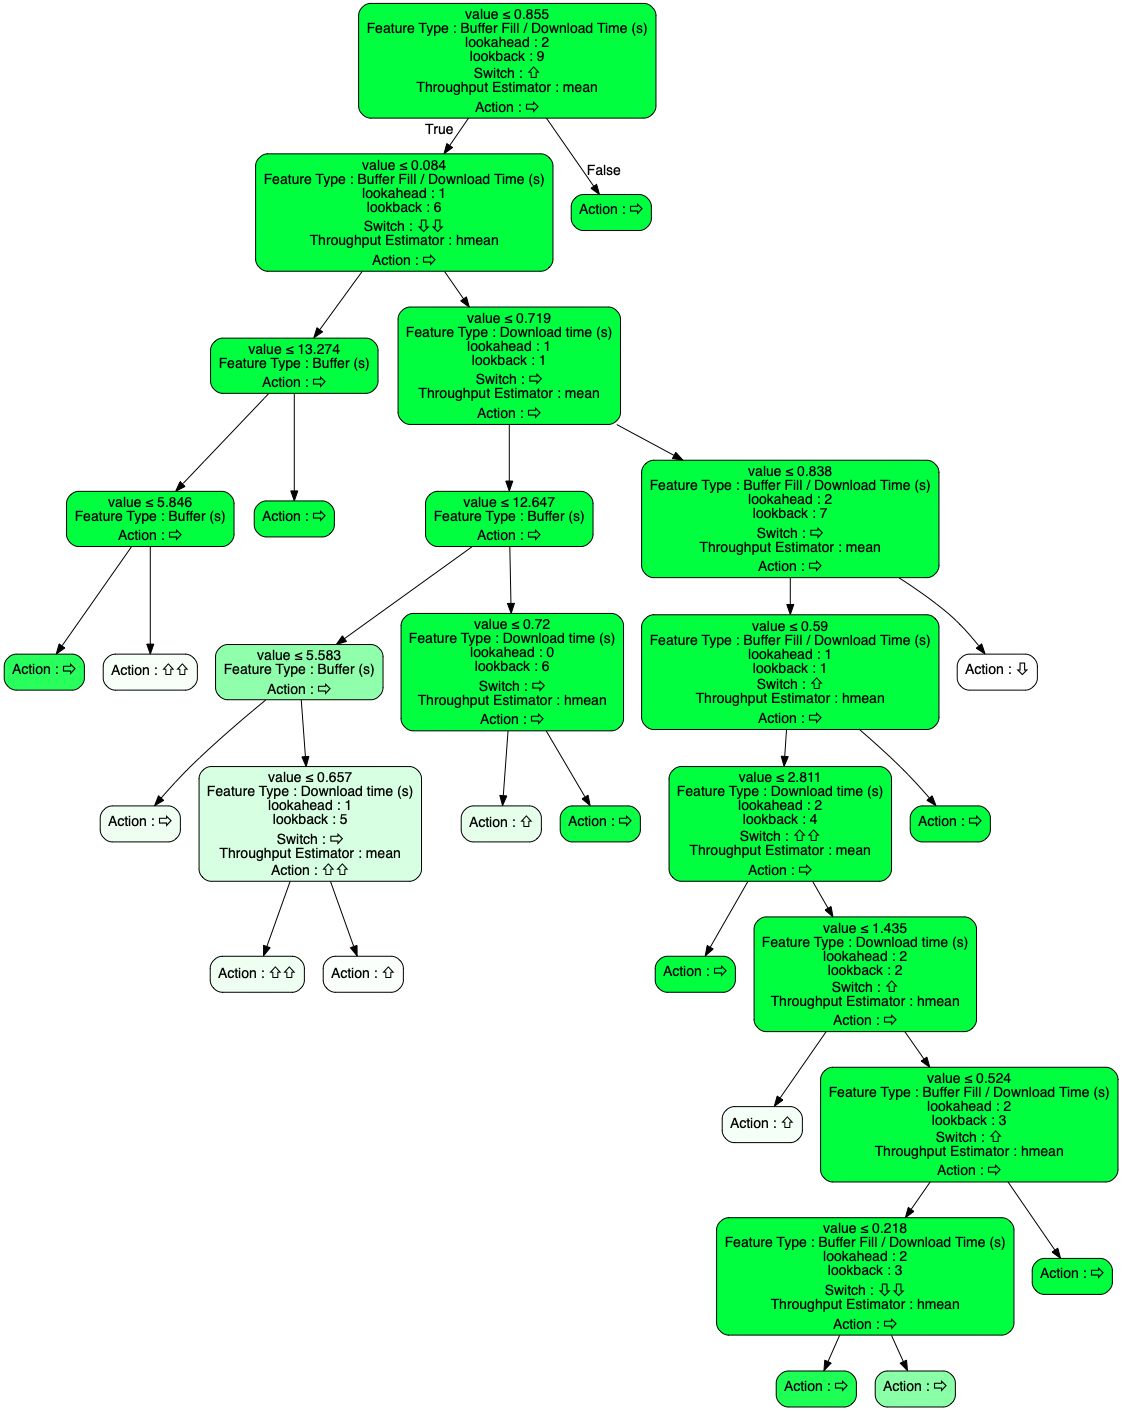 value ≤ 0.855
Feature Type : Buffer Fill / Download Time (s)
lookahead : 2
lookback : 9
Switch : ⇧
Throughput Estimator : mean
Action : ⇨
True
False
value ≤ 0.084
Feature Type : Buffer Fill / Download Time (s)
lookahead : 1
lookback : 6
Switch : ⇩⇩
Throughput Estimator : hmean
Action : ⇨
Action : ⇨
value ≤ 13.274
Feature Type : Buffer (s)
Action : ⇨
value ≤ 0.719
Feature Type : Download time (s)
lookahead : 1
lookback : 1
Switch : ⇨
Throughput Estimator : mean
Action : ⇨
value ≤ 5.846
Feature Type : Buffer (s)
Action : ⇨
Action : ⇨
value ≤ 12.647
Feature Type : Buffer (s)
Action : ⇨
value ≤ 0.838
Feature Type : Buffer Fill / Download Time (s)
lookahead : 2
lookback : 7
Switch : ⇨
Throughput Estimator : mean
Action : ⇨
Action : ⇨
Action : ⇧⇧
value ≤ 5.583
Feature Type : Buffer (s)
Action : ⇨
value ≤ 0.72
Feature Type : Download time (s)
lookahead : 0
lookback : 6
Switch : ⇨
Throughput Estimator : hmean
Action : ⇨
value ≤ 0.59
Feature Type : Buffer Fill / Download Time (s)
lookahead : 1
lookback : 1
Switch : ⇧
Throughput Estimator : hmean
Action : ⇨
Action : ⇩
Action : ⇨
value ≤ 0.657
Feature Type : Download time (s)
lookahead : 1
lookback : 5
Switch : ⇨
Throughput Estimator : mean
Action : ⇧⇧
Action : ⇧
Action : ⇨
value ≤ 2.811
Feature Type : Download time (s)
lookahead : 2
lookback : 4
Switch : ⇧⇧
Throughput Estimator : mean
Action : ⇨
Action : ⇨
Action : ⇧⇧
Action : ⇧
Action : ⇨
value ≤ 1.435
Feature Type : Download time (s)
lookahead : 2
lookback : 2
Switch : ⇧
Throughput Estimator : hmean
Action : ⇨
Action : ⇧
value ≤ 0.524
Feature Type : Buffer Fill / Download Time (s)
lookahead : 2
lookback : 3
Switch : ⇧
Throughput Estimator : hmean
Action : ⇨
value ≤ 0.218
Feature Type : Buffer Fill / Download Time (s)
lookahead : 2
lookback : 3
Switch : ⇩⇩
Throughput Estimator : hmean
Action : ⇨
Action : ⇨
Action : ⇨
Action : ⇨